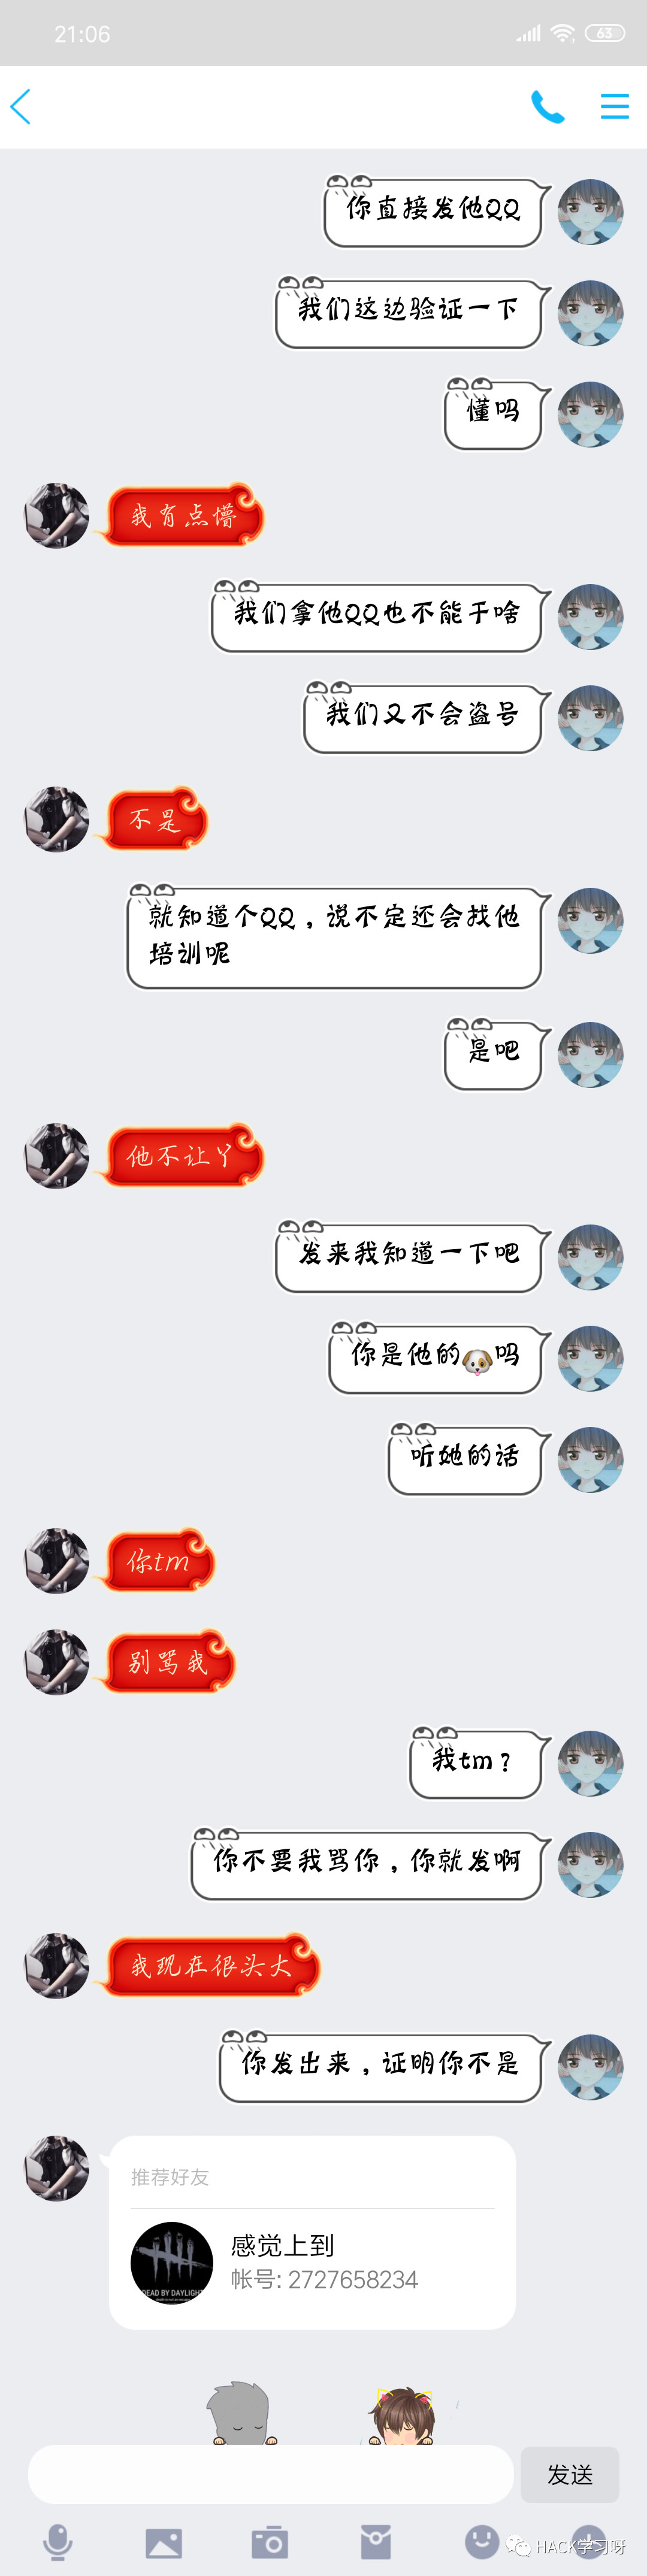 21:06
63
你直接发他QQ
我们这边验证一下
懂吗
我有点懵
我们拿他QQ也不能干啥
我们又不会盗号
不是
就知道个QQ，说不定还会找他
培训呢
是吧
他不让丫
发来我知道一下吧
你是他的🐶吗
听她的话
你tm
别骂我
我tm？
你不要我骂你，你就发啊
我现在很头大
你发出来，证明你不是
推荐好友
感觉上到
帐号: 2727658234
DEAD BY DAYLIGHT
发送
HACK学习呀